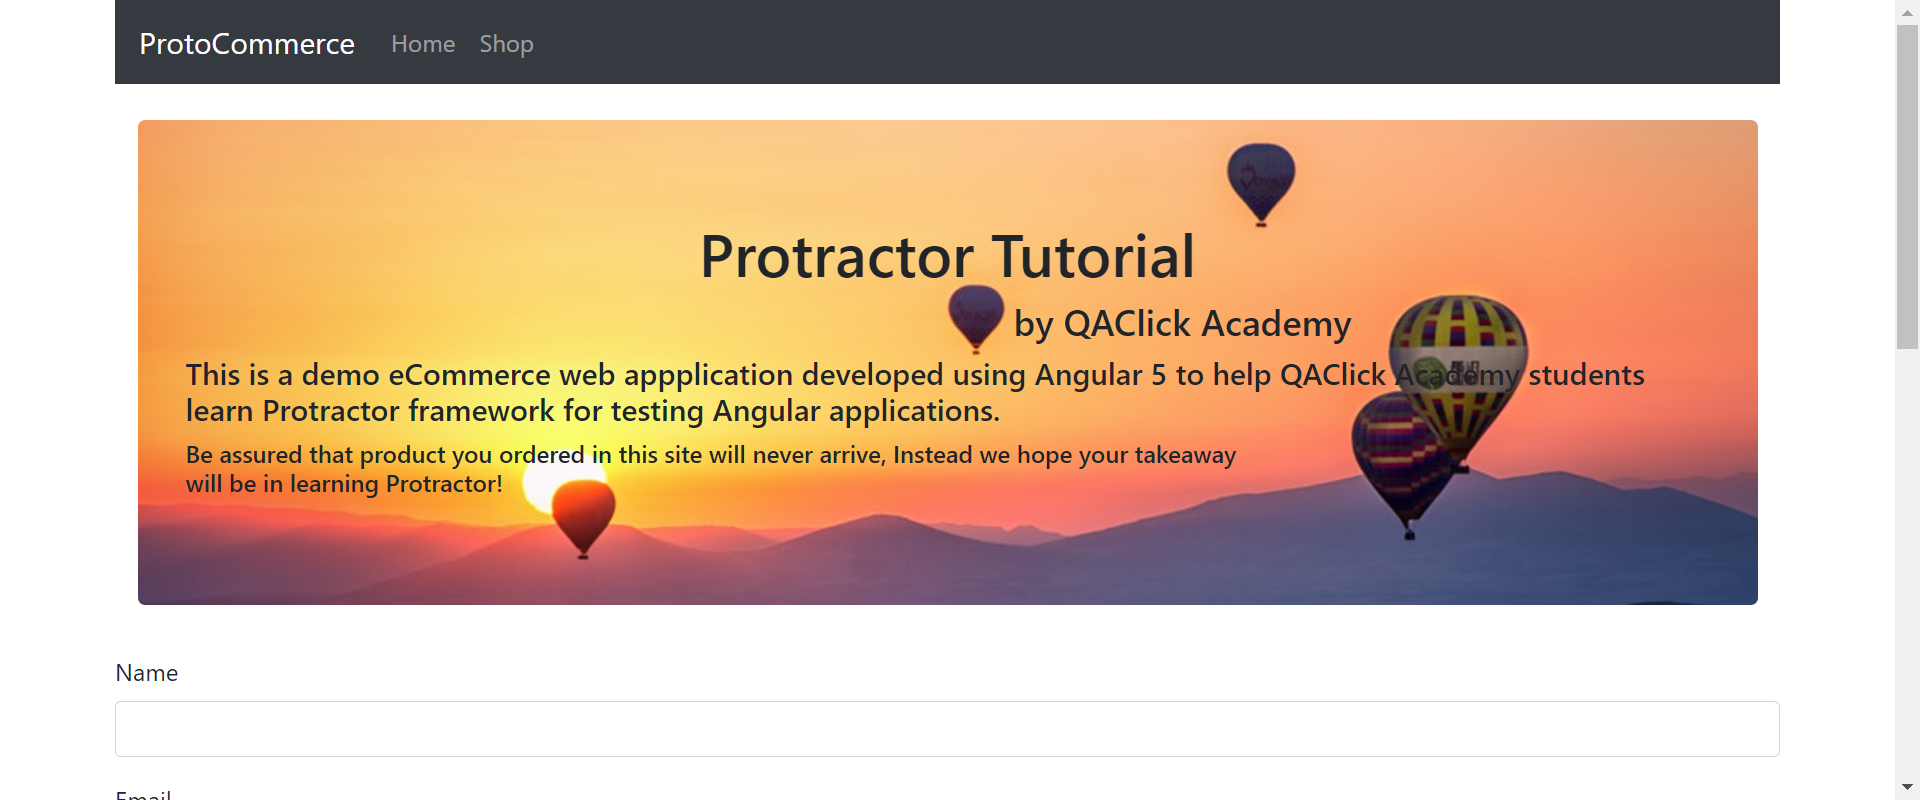 ProtoCommerce Home Shop
Protractor Tutorial
by QAClick Academy
This is a demo eCommerce web appplication developed using Angular 5 to help QAClick Academy students
learn Protractor framework for testing Angular applications.
Be assured that product you ordered in this site will never arrive, Instead we hope your takeaway
will be in learning Protractor!
Name
Email